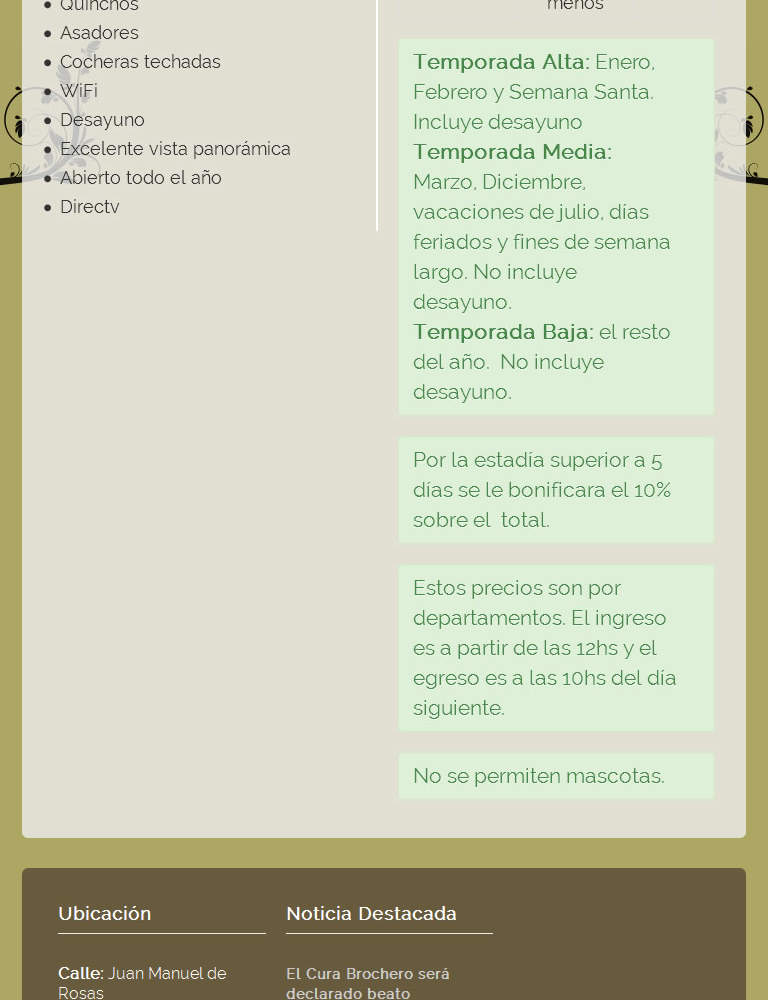 Quinchos
Asadores
Cocheras techadas
WiFi
Desayuno
Excelente vista panorámica
Abierto todo el año
Directv
menos
Temporada Alta: Enero,
Febrero y Semana Santa.
Incluye desayuno
Temporada Media:
Marzo, Diciembre,
vacaciones de julio, días
feriados y fines de semana
largo. No incluye
desayuno.
Temporada Baja: el resto
del año.  No incluye
desayuno.
Por la estadía superior a 5
días se le bonificara el 10%
sobre el  total.
Estos precios son por
departamentos. El ingreso
es a partir de las 12hs y el
egreso es a las 10hs del día
siguiente.
No se permiten mascotas.
Ubicación
Calle: Juan Manuel de
Rosas
Noticia Destacada
El Cura Brochero será
declarado beato